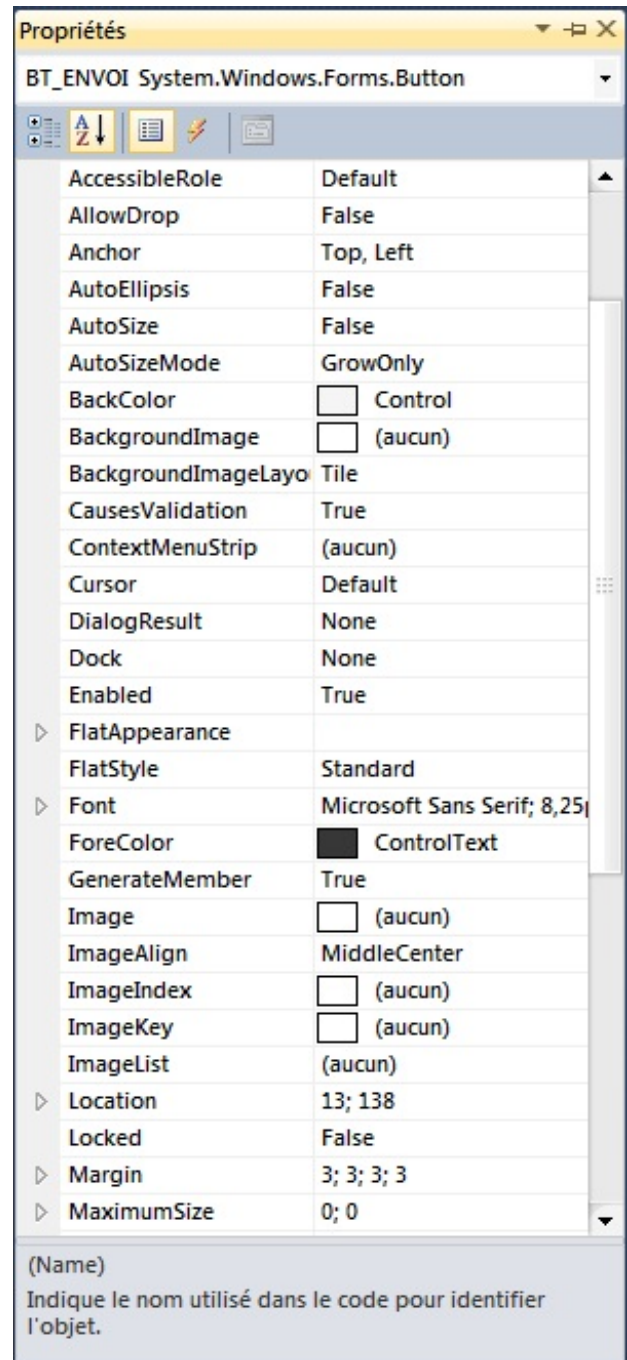 Propriétés
BT_ENVOI System.Windows.Forms.Button
AccessibleRole Default
AllowDrop False
Anchor Top, Left
AutoEllipsis False
AutoSize False
AutoSizeMode GrowOnly
BackColor Control
BackgroundImage (aucun)
BackgroundImageLayo Tile
CausesValidation True
ContextMenuStrip (aucun)
Cursor Default
DialogResult None
Dock None
Enabled True
FlatAppearance
FlatStyle Standard
Font Microsoft Sans Serif; 8,25p
ForeColor ControlText
GenerateMember True
Image (aucun)
ImageAlign MiddleCenter
ImageIndex (aucun)
ImageKey (aucun)
ImageList (aucun)
Location 13; 138
Locked False
Margin 3; 3; 3; 3
MaximumSize 0; 0
(Name)
Indique le nom utilisé dans le code pour identifier
l'objet.